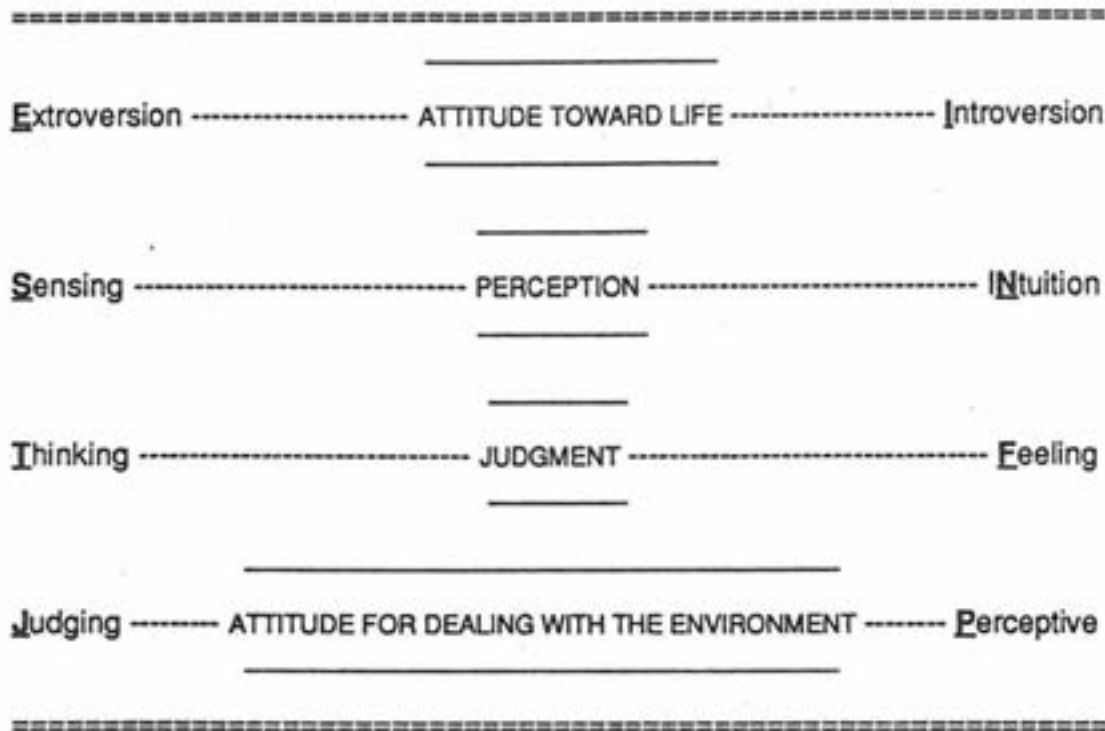 Extroversion ---------------------- ATTITUDE TOWARD LIFE --------------------- Introversion
Sensing --------------------------------- PERCEPTION --------------------------------- INtuition
Thinking --------------------------------- JUDGMENT ------------------------------------ Feeling
Judging --------- ATTITUDE FOR DEALING WITH THE ENVIRONMENT -------- Perceptive